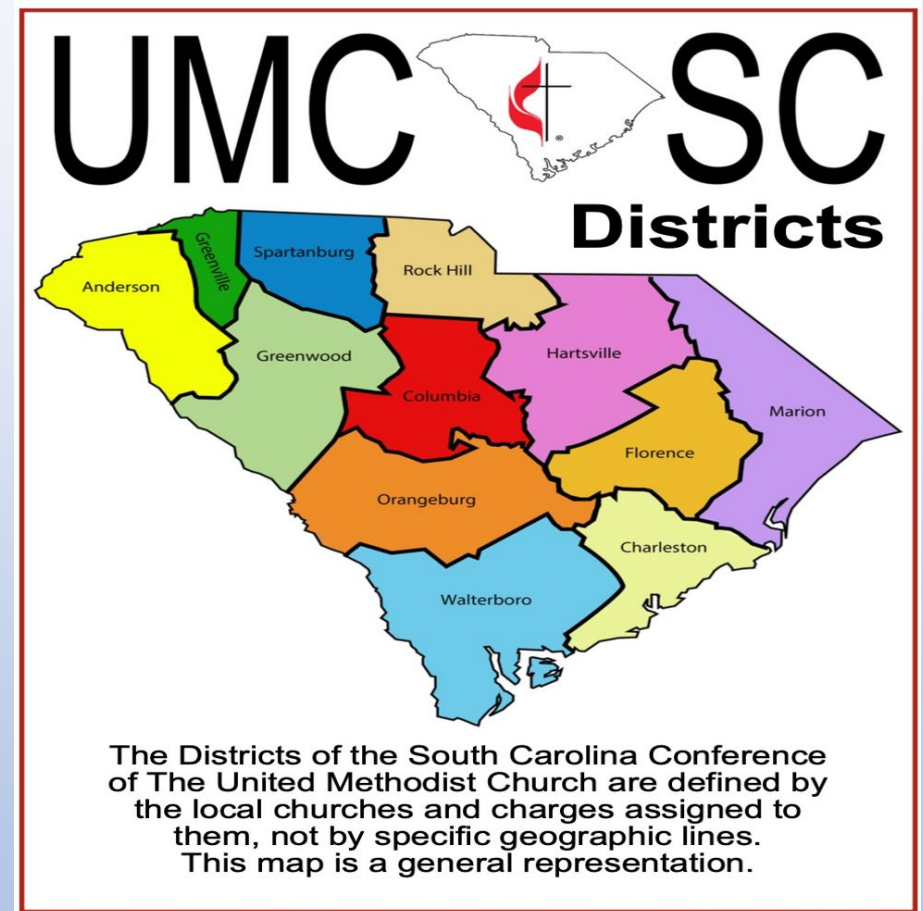 UMC SC
Districts
Anderson
Greenville
Spartanburg
Rock Hill
Greenwood
Columbia
Hartsville
Marion
Florence
Orangeburg
Charleston
Walterboro
The Districts of the South Carolina Conference
of The United Methodist Church are defined by
the local churches and charges assigned to
them, not by specific geographic lines.
This map is a general representation.